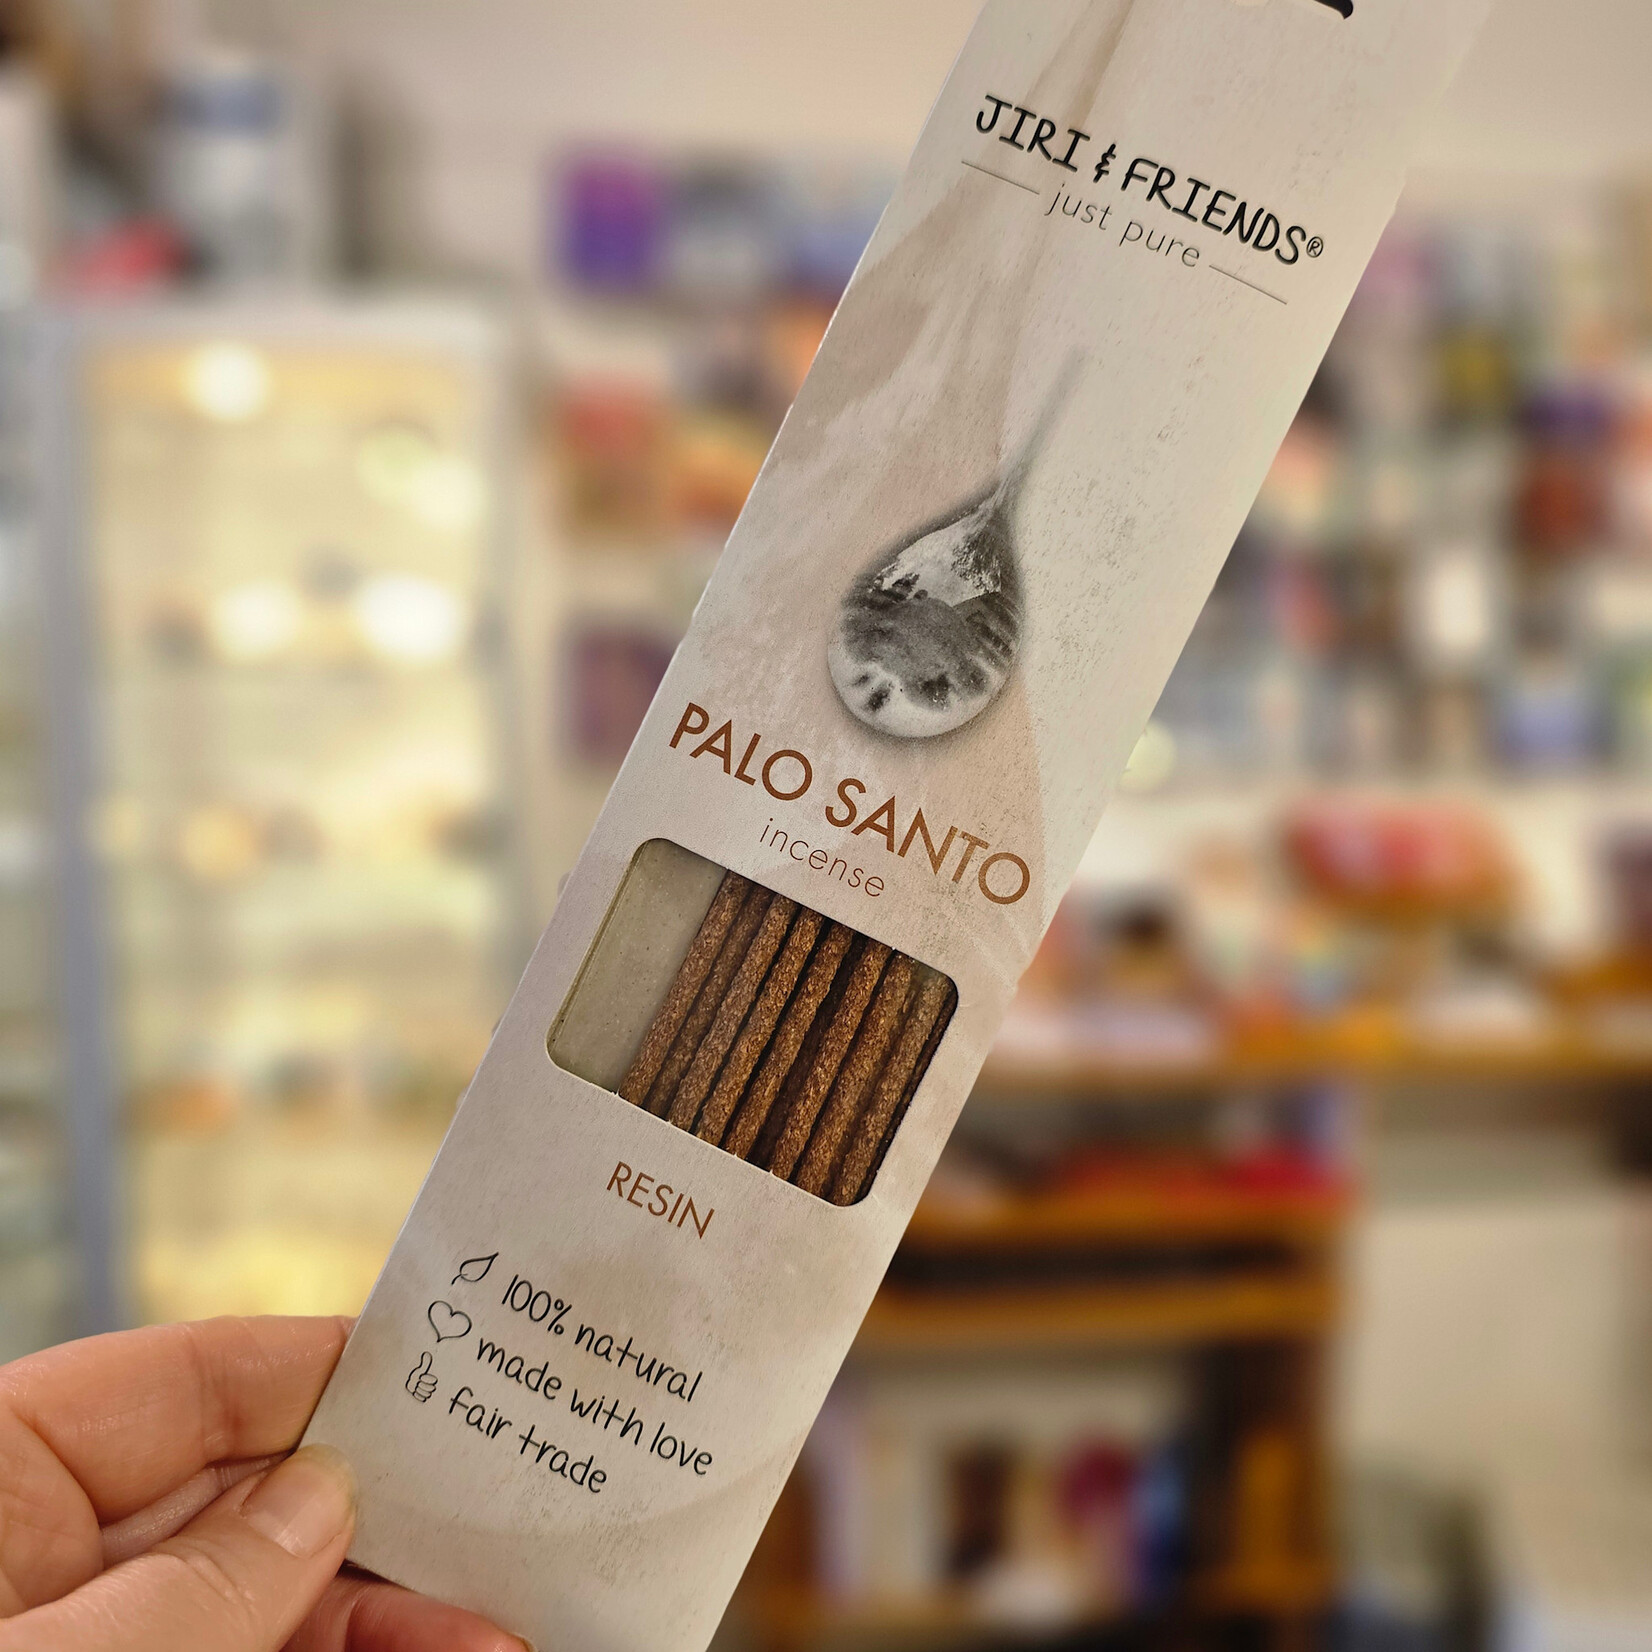 JIRI & FRIENDS®
just pure
PALO SANTO
incense
RESIN
100% natural
made with love
fair trade